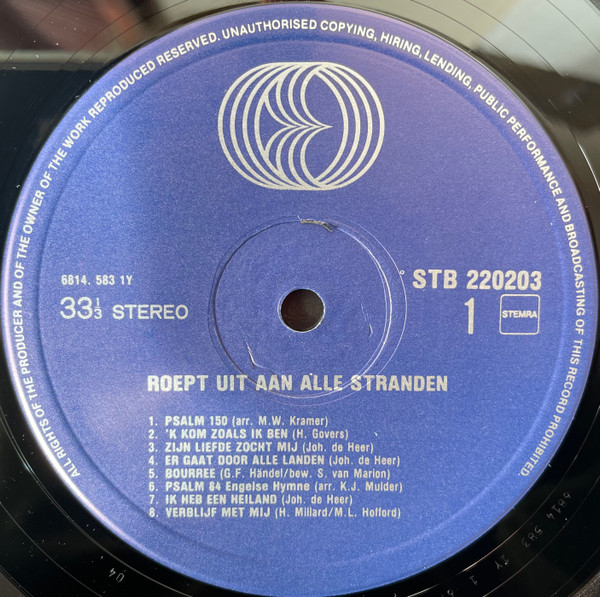 ALL RIGHTS OF THE PRODUCER AND OF THE OWNER OF THE WORK REPRODUCED RESERVED. UNAUTHORISED COPYING, HIRING, LENDING, PUBLIC PERFORMANCE AND BROADCASTING OF THIS RECORD PROHIBITED.
6814. 583 1Y
33⅓ STEREO
STB 220203
1 STEMRA
ROEPT UIT AAN ALLE STRANDEN
1. PSALM 150 (arr. M.W. Kramer)
2. 'K KOM ZOALS IK BEN (H. Govers)
3. ZIJN LIEFDE ZOCHT MIJ (Joh. de Heer)
4. ER GAAT DOOR ALLE LANDEN (Joh. de Heer)
5. BOURREE (G.F. Händel/bew. S. van Marion)
6. PSALM 84 Engelse Hymne (arr. K.J. Mulder)
7. IK HEB EEN HEILAND (Joh. de Heer)
8. VERBLIJF MET MIJ (H. Millard/M.L. Hofford)
6814 583 1Y 1
04